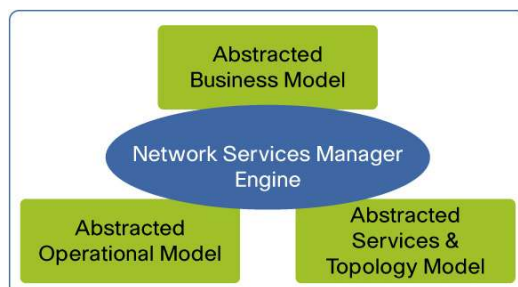 Abstracted
Business Model
Network Services Manager
Engine
Abstracted
Operational Model
Abstracted
Services &
Topology Model